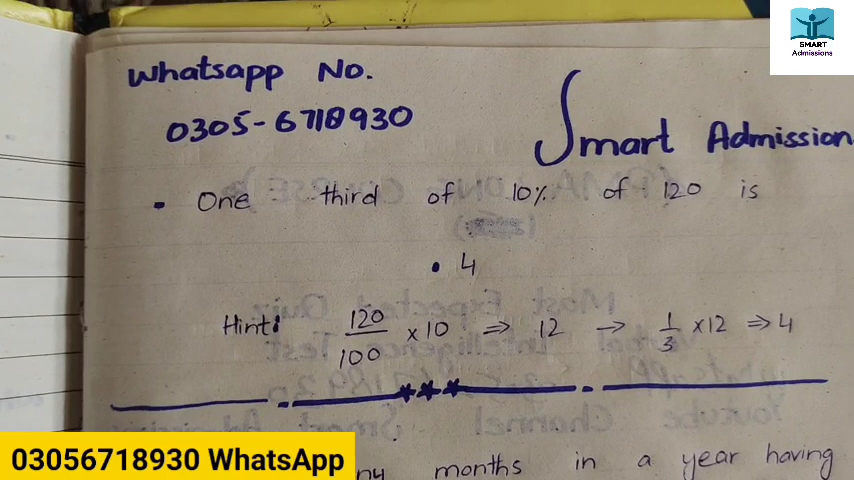 SMART
Admissions
Whatsapp No.
0305-6718930
Smart Admission
• One third of 10% of 120 is
• 4
Hint: 120/100 × 10 ⇒ 12 → 1/3 × 12 ⇒ 4
months in a year having
03056718930 WhatsApp